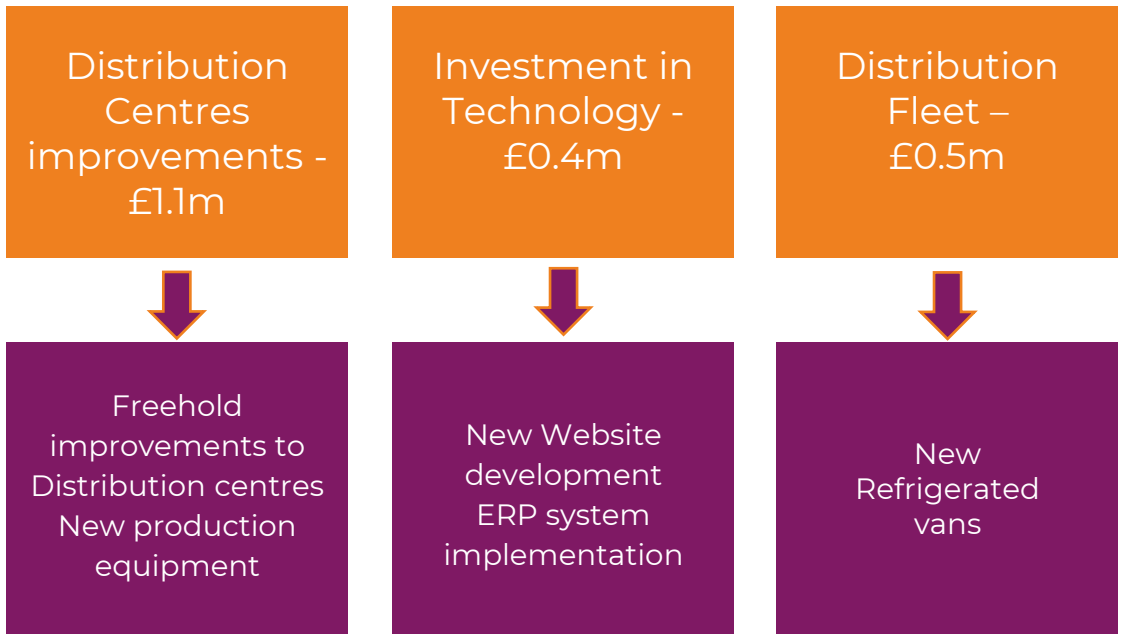 Distribution
Centres
improvements -
£1.1m
Investment in
Technology -
£0.4m
Distribution
Fleet –
£0.5m
Freehold
improvements to
Distribution centres
New production
equipment
New Website
development
ERP system
implementation
New
Refrigerated
vans